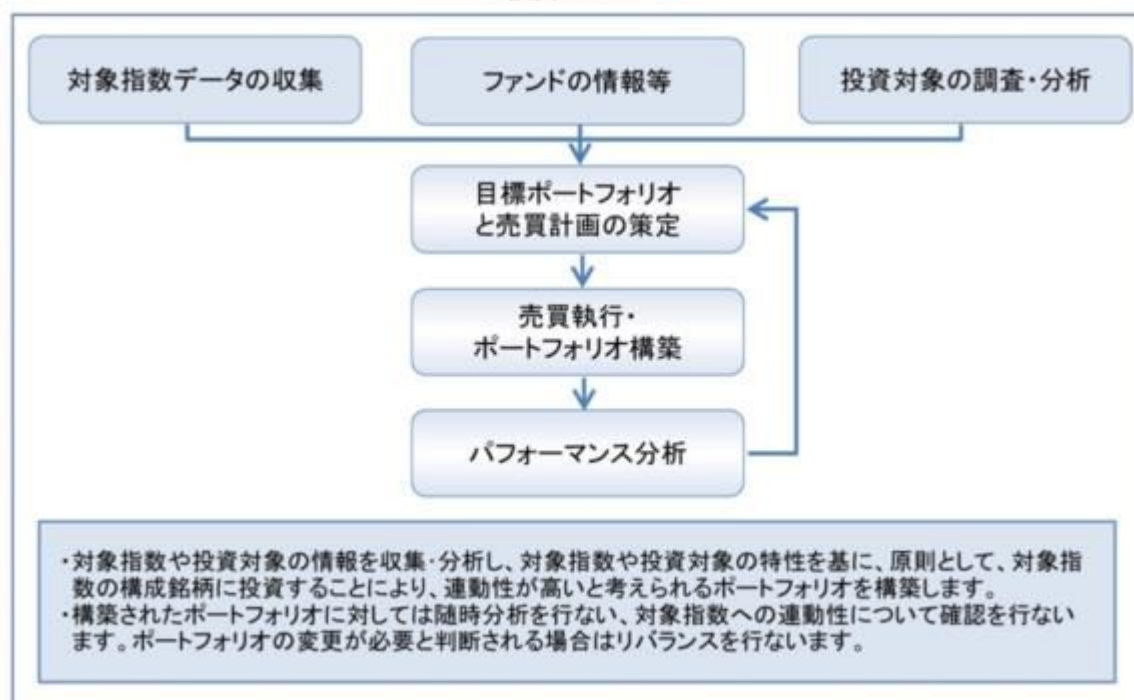 対象指数データの収集
ファンドの情報等
投資対象の調査・分析
目標ポートフォリオ
と売買計画の策定
売買執行・
ポートフォリオ構築
パフォーマンス分析
・対象指数や投資対象の情報を収集・分析し、対象指数や投資対象の特性を基に、原則として、対象指
数の構成銘柄に投資することにより、連動性が高いと考えられるポートフォリオを構築します。
・構築されたポートフォリオに対しては随時分析を行ない、対象指数への連動性について確認を行ない
ます。ポートフォリオの変更が必要と判断される場合はリバランスを行ないます。